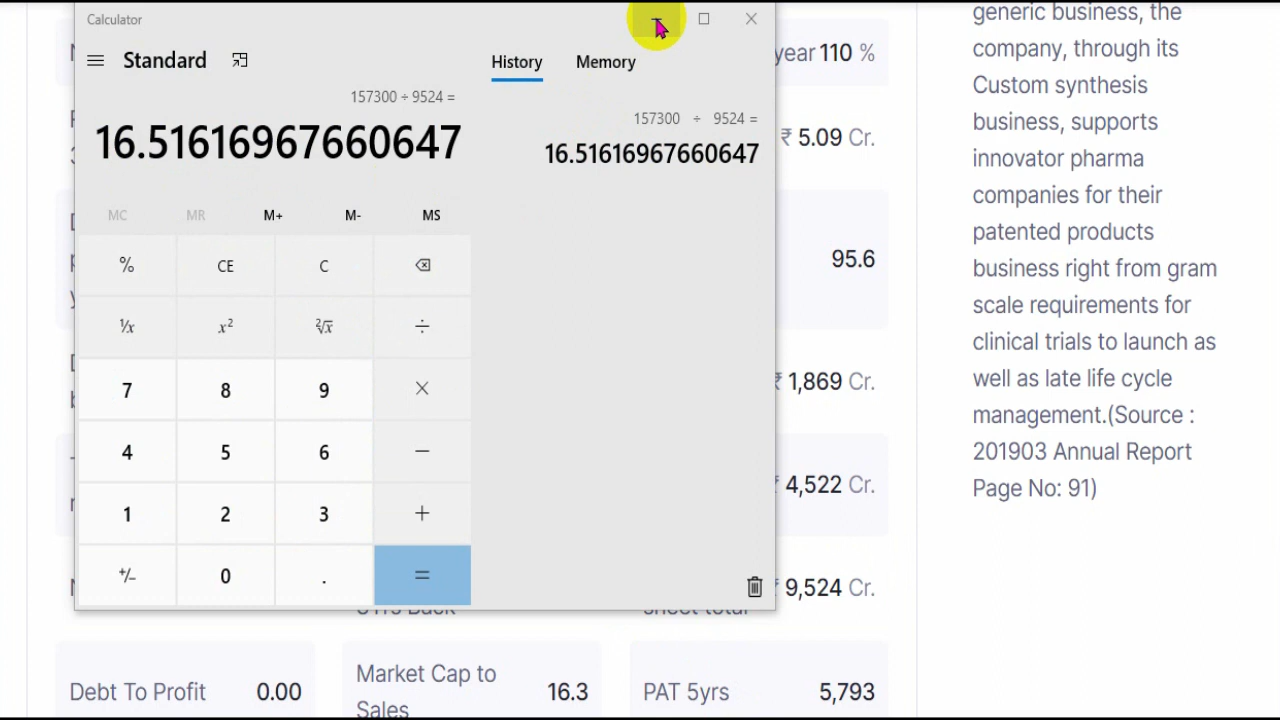 Calculator
Standard
History
Memory
157300 ÷ 9524 =
16.51616967660647
157300 ÷ 9524 =
16.51616967660647
MC MR M+ M- MS
% CE C
⅟x x² ²√x ÷
7 8 9 ×
4 5 6 −
1 2 3 +
+/− 0 . =
year 110 %
₹ 5.09 Cr.
95.6
₹ 1,869 Cr.
₹ 4,522 Cr.
₹ 9,524 Cr.
Debt To Profit 0.00
Market Cap to
Sales
16.3
PAT 5yrs 5,793
generic business, the
company, through its
Custom synthesis
business, supports
innovator pharma
companies for their
patented products
business right from gram
scale requirements for
clinical trials to launch as
well as late life cycle
management.(Source :
201903 Annual Report
Page No: 91)